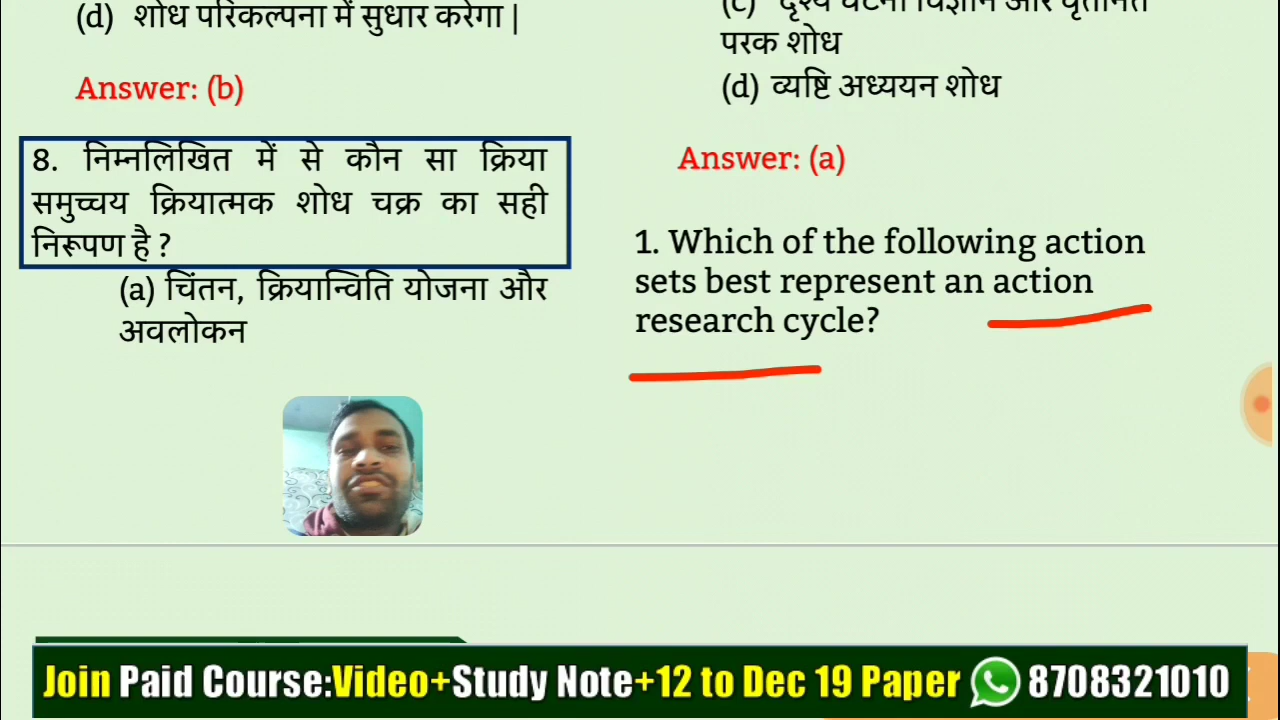 (d) शोध परिकल्पना में सुधार करेगा |
Answer: (b)
8. निम्नलिखित में से कौन सा क्रिया
समुच्चय क्रियात्मक शोध चक्र का सही
निरूपण है ?
(a) चिंतन, क्रियान्विति योजना और
अवलोकन
(c)
परक शोध
(d) व्यष्टि अध्ययन शोध
Answer: (a)
1. Which of the following action
sets best represent an action
research cycle?
Join Paid Course:Video+Study Note+12 to Dec 19 Paper 8708321010